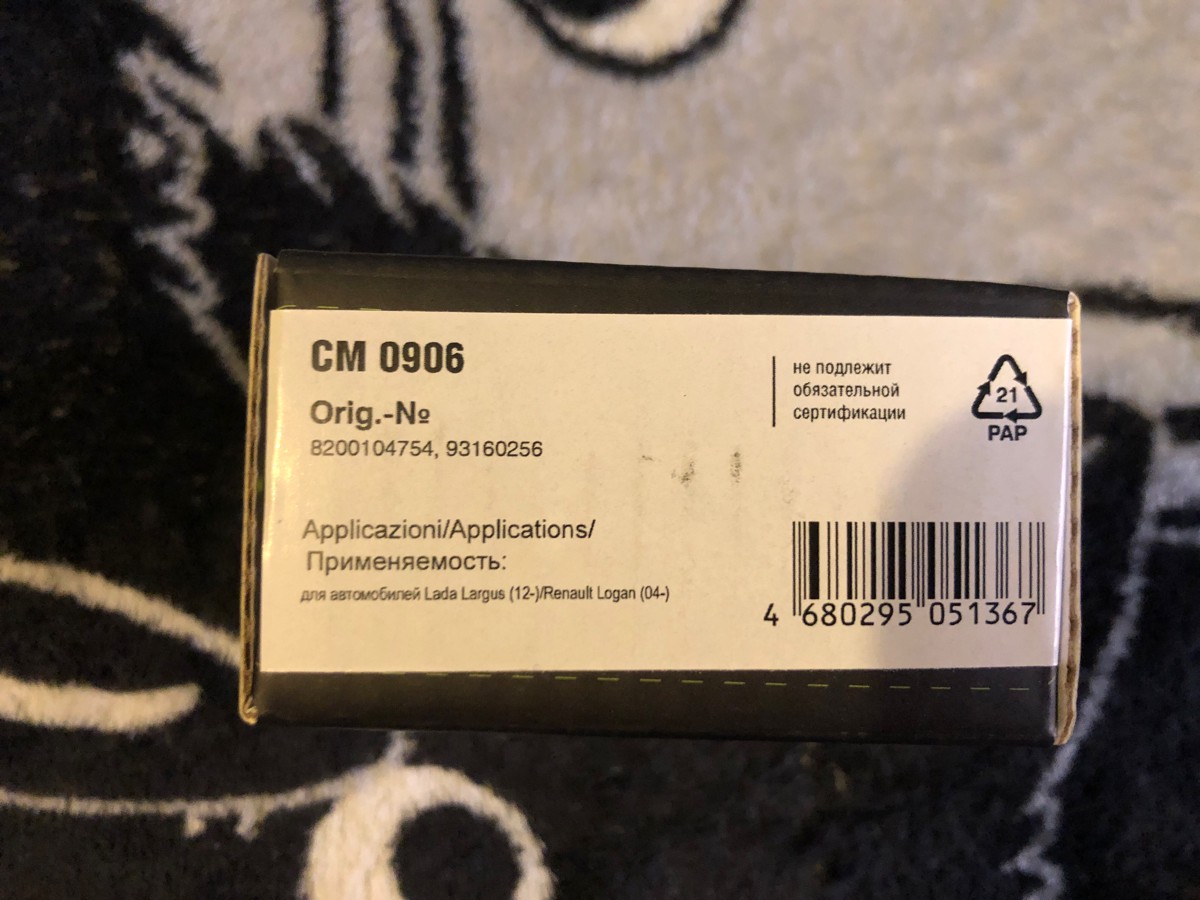 CM 0906
Orig.-№
8200104754, 93160256
не подлежит
обязательной
сертификации
21
PAP
Applicazioni/Applications/
Применяемость:
для автомобилей Lada Largus (12-)/Renault Logan (04-)
4 680295 051367